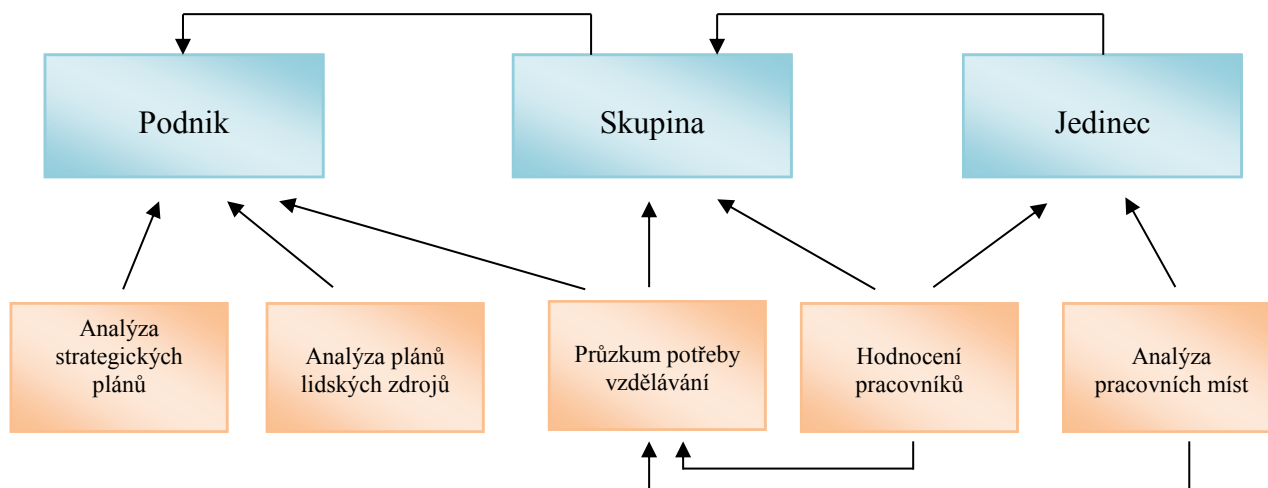 Podnik
Skupina
Jedinec
Analýza
strategických
plánů
Analýza plánů
lidských zdrojů
Průzkum potřeby
vzdělávání
Hodnocení
pracovníků
Analýza
pracovních míst